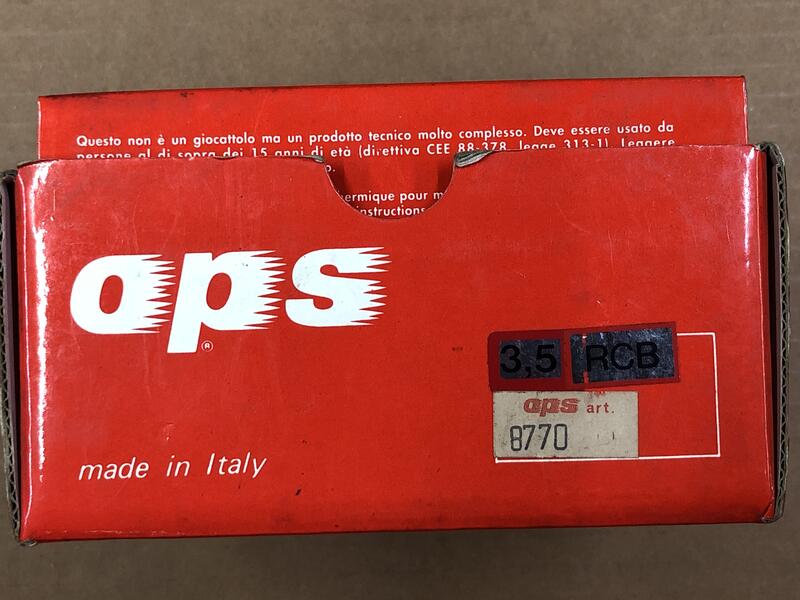 Questo non è un giocattolo ma un prodotto tecnico molto complesso. Deve essere usato da
persone al di sopra dei 15 anni di età (direttiva CEE 88-378, legge 313-1). Leggere
ermique pour m
instructions
ops
®
3,5 RCB
ops art.
8770
made in Italy